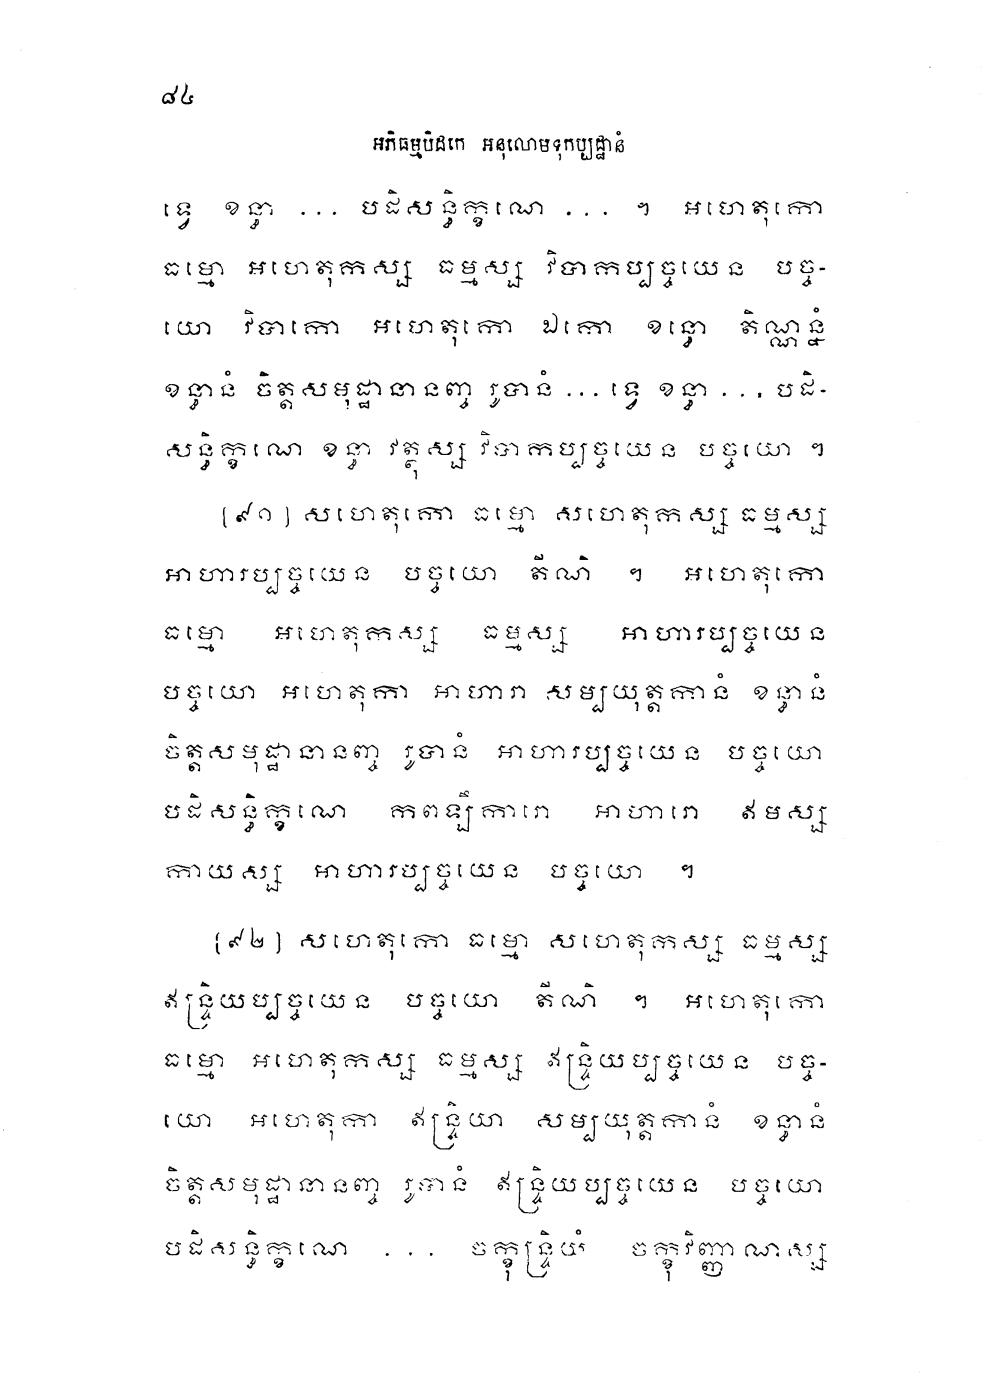 ៨៤
អភិធម្មបិដកេ អនុលោមទុកប្បដ្ឋានំ
ទ្វេ ខន្ធា ... បដិសន្ធិក្ខណេ ... ។ អហេតុកោ
ធម្មោ អហេតុកស្ស ធម្មស្ស វិបាកប្បច្ចយេន បច្ច-
យោ វិបាកោ អហេតុកោ ឯកោ ខន្ធោ តិណ្ណន្នំ
ខន្ធានំ ចិត្តសមុដ្ឋានានញ្ច រូបានំ ... ទ្វេ ខន្ធា ... បដិ-
សន្ធិក្ខណេ ខន្ធា វត្ថុស្ស វិបាកប្បច្ចយេន បច្ចយោ ។
[៩១] សហេតុកោ ធម្មោ សហេតុកស្ស ធម្មស្ស
អាហារប្បច្ចយេន បច្ចយោ តីណិ ។ អហេតុកោ
ធម្មោ អហេតុកស្ស ធម្មស្ស អាហារប្បច្ចយេន
បច្ចយោ អហេតុកា អាហារា សម្បយុត្តកានំ ខន្ធានំ
ចិត្តសមុដ្ឋានានញ្ច រូបានំ អាហារប្បច្ចយេន បច្ចយោ
បដិសន្ធិក្ខណេ កពឡីការោ អាហារោ ឥមស្ស
កាយស្ស អាហារប្បច្ចយេន បច្ចយោ ។
[៩២] សហេតុកោ ធម្មោ សហេតុកស្ស ធម្មស្ស
ឥន្ទ្រិយប្បច្ចយេន បច្ចយោ តីណិ ។ អហេតុកោ
ធម្មោ អហេតុកស្ស ធម្មស្ស ឥន្ទ្រិយប្បច្ចយេន បច្ច-
យោ អហេតុកា ឥន្ទ្រិយា សម្បយុត្តកានំ ខន្ធានំ
ចិត្តសមុដ្ឋានានញ្ច រូបានំ ឥន្ទ្រិយប្បច្ចយេន បច្ចយោ
បដិសន្ធិក្ខណេ ... ចក្ខុន្ទ្រិយំ ចក្ខុវិញ្ញាណស្ស